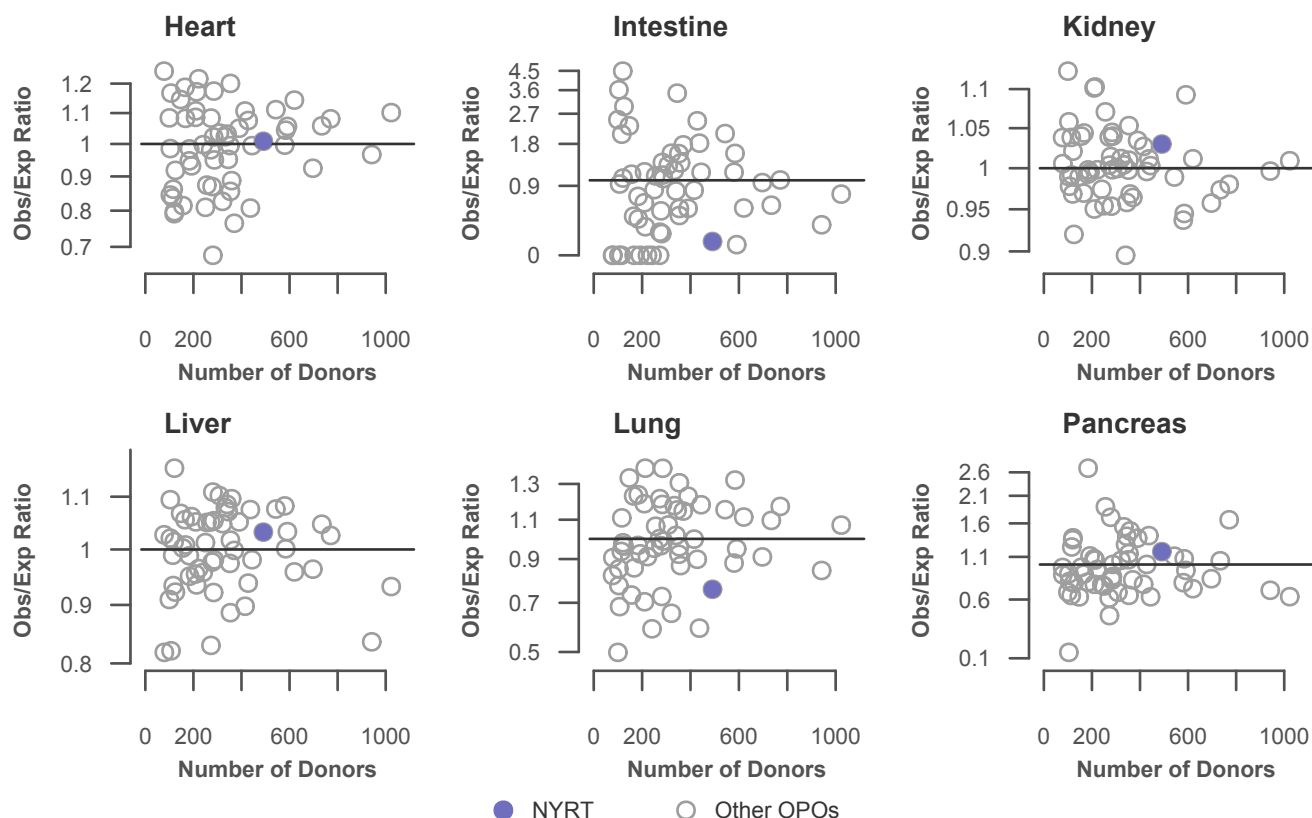 Heart
Intestine
Kidney
Obs/Exp Ratio
1.2
1.1
1
0.9
0.8
0.7
0 200 600 1000
Number of Donors
Obs/Exp Ratio
4.5
3.6
2.7
1.8
0.9
0
0 200 600 1000
Number of Donors
Obs/Exp Ratio
1.1
1.05
1
0.95
0.9
0 200 600 1000
Number of Donors
Liver
Lung
Pancreas
Obs/Exp Ratio
1.1
1
0.9
0.8
0 200 600 1000
Number of Donors
Obs/Exp Ratio
1.3
1.1
0.9
0.7
0.5
0 200 600 1000
Number of Donors
Obs/Exp Ratio
2.6
2.1
1.6
1.1
0.6
0.1
0 200 600 1000
Number of Donors
NYRT Other OPOs